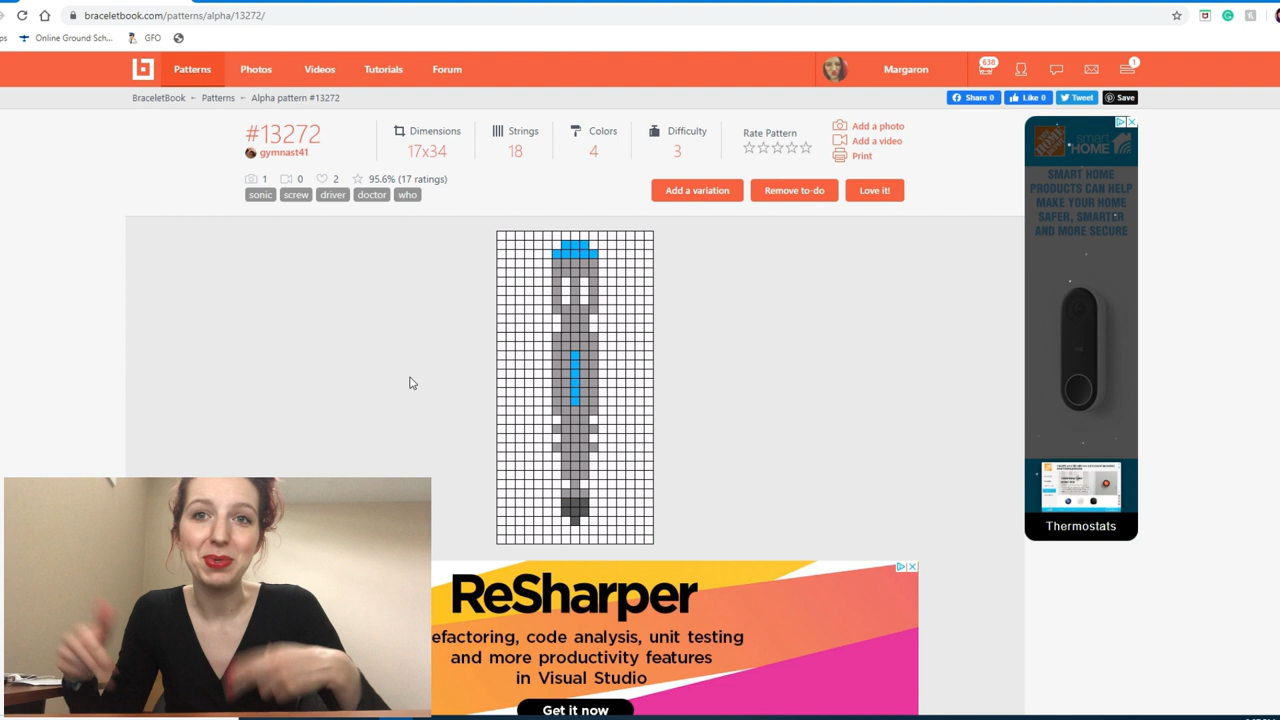 braceletbook.com/patterns/alpha/13272/
Online Ground Sch...
GFO
Patterns
Photos
Videos
Tutorials
Forum
Margaron
638
1
BraceletBook ← Patterns ← Alpha pattern #13272
Share 0
Like 0
Tweet
Save
#13272
gymnast41
Dimensions
17x34
Strings
18
Colors
4
Difficulty
3
Rate Pattern
Add a photo
Add a video
Print
1
0
2
95.6% (17 ratings)
sonic
screw
driver
doctor
who
Add a variation
Remove to-do
Love it!
SMART HOME
SMART HOME
PRODUCTS CAN HELP
MAKE YOUR HOME
SAFER, SMARTER
AND MORE SECURE
Thermostats
ReSharper
efactoring, code analysis, unit testing
and more productivity features
in Visual Studio
Get it now